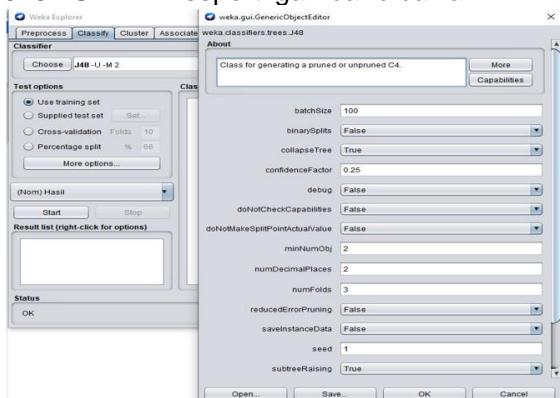 Weka Explorer
Preprocess Classify Cluster Associate
Classifier
Choose J48 -U -M 2
Test options
Use training set
Supplied test set Set...
Cross-validation Folds 10
Percentage split % 66
More options...
(Nom) Hasil
Start Stop
Result list (right-click for options)
Status
OK
Clas
weka.gui.GenericObjectEditor
weka.classifiers.trees.J48
About
Class for generating a pruned or unpruned C4.
More
Capabilities
batchSize 100
binarySplits False
collapseTree True
confidenceFactor 0.25
debug False
doNotCheckCapabilities False
doNotMakeSplitPointActualValue False
minNumObj 2
numDecimalPlaces 2
numFolds 3
reducedErrorPruning False
saveInstanceData False
seed 1
subtreeRaising True
Open... Save... OK Cancel